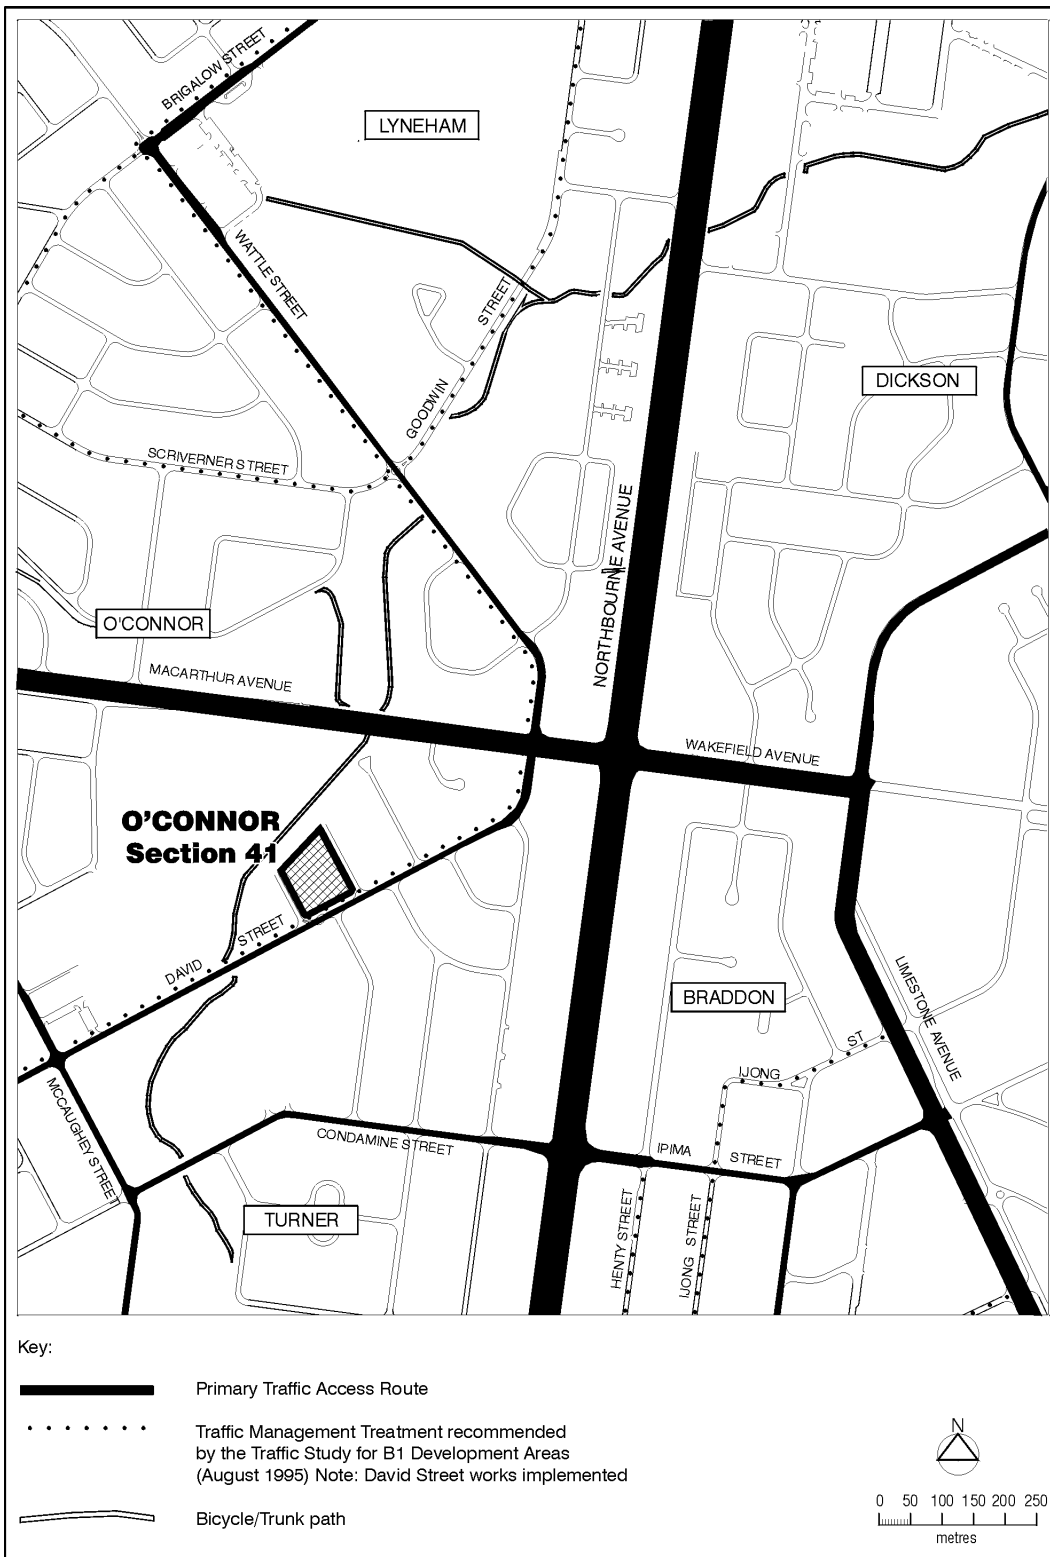 BRIGALOW STREET
LYNEHAM
WATTLE STREET
GOODWIN STREET
DICKSON
SCRIVERNER STREET
NORTHBOURNE AVENUE
O'CONNOR
MACARTHUR AVENUE
WAKEFIELD AVENUE
O'CONNOR
Section 41
DAVID STREET
BRADDON
LIMESTONE AVENUE
IJONG ST
MCCAUGHEY STREET
CONDAMINE STREET
IPIMA STREET
TURNER
HENTY STREET
IJONG STREET
Key:
Primary Traffic Access Route
Traffic Management Treatment recommended
by the Traffic Study for B1 Development Areas
(August 1995) Note: David Street works implemented
Bicycle/Trunk path
N
0 50 100 150 200 250
metres